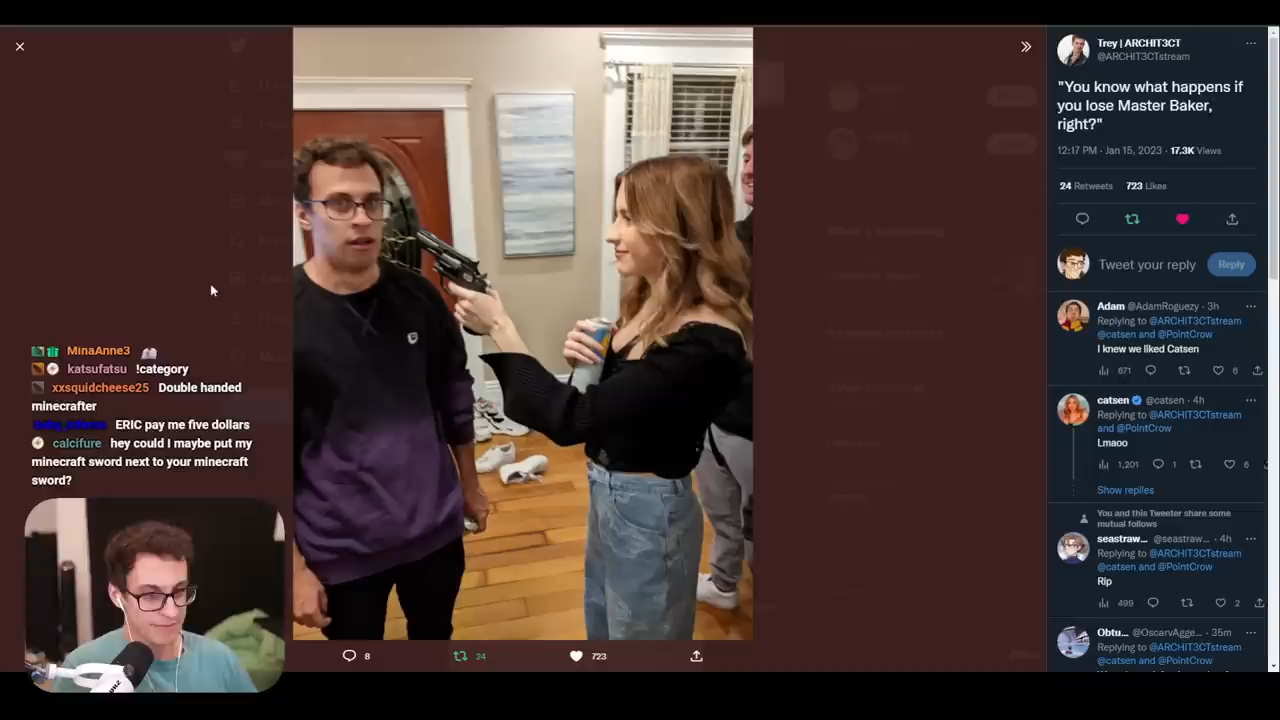 MinaAnne3
katsufatsu !category
xxsquidcheese25 Double handed
minecrafter
ERIC pay me five dollars
calcifure hey could I maybe put my
minecraft sword next to your minecraft
sword?
8
24
723
Trey | ARCHIT3CT
@ARCHIT3CTstream
"You know what happens if
you lose Master Baker,
right?"
12:17 PM · Jan 15, 2023 · 17.3K Views
24 Retweets 723 Likes
Tweet your reply Reply
Adam @AdamRoguezy · 3h
Replying to @ARCHIT3CTstream
@catsen and @PointCrow
I knew we liked Catsen
671 6
catsen @catsen · 4h
Replying to @ARCHIT3CTstream
and @PointCrow
Lmaoo
1,201 1 6
Show replies
You and this Tweeter share some
mutual follows
seastraw... @seastraw... · 4h
Replying to @ARCHIT3CTstream
@catsen and @PointCrow
Rip
499 2
Obtu... @OscarvAgge... · 35m
Replying to @ARCHIT3CTstream
@catsen and @PointCrow